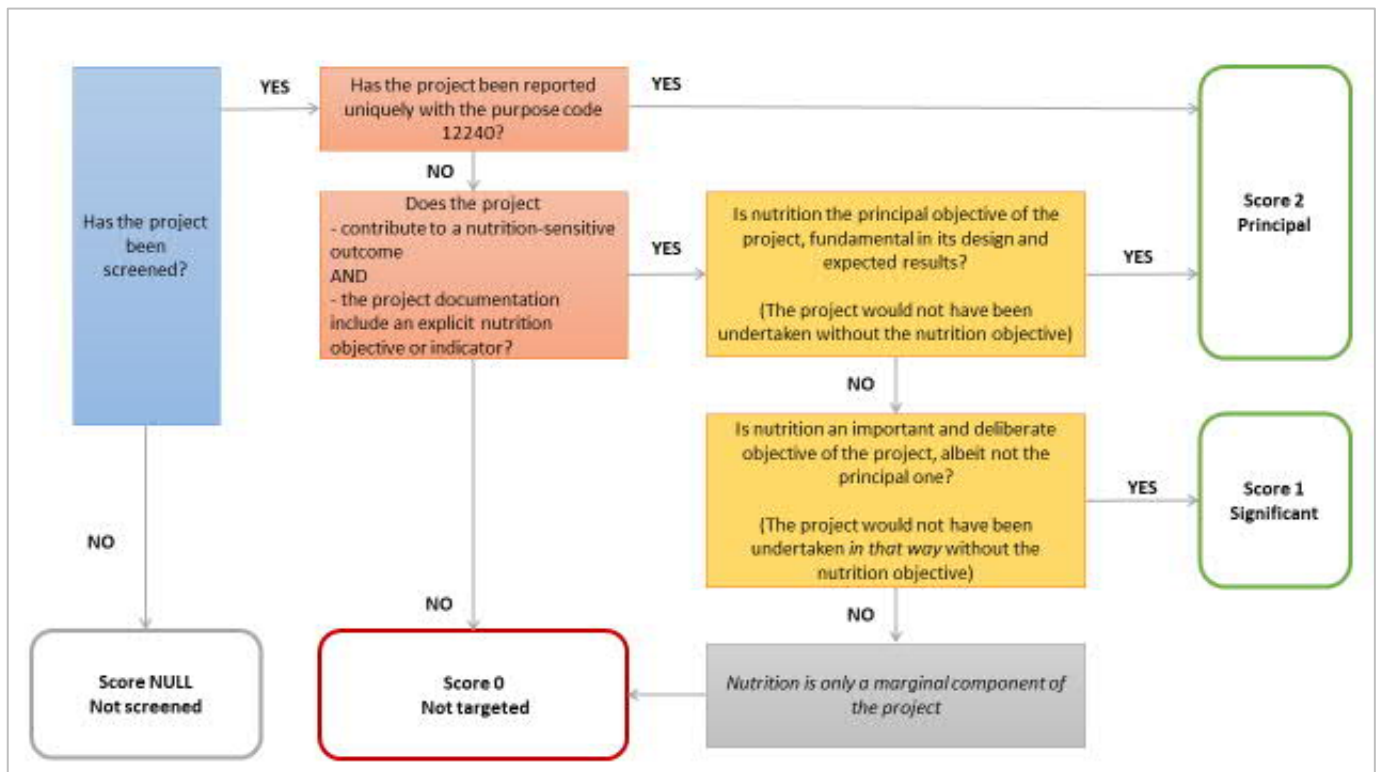 Has the project
been
screened?
YES
Has the project been reported
uniquely with the purpose code
12240?
YES
NO
Does the project
- contribute to a nutrition-sensitive
outcome
AND
- the project documentation
include an explicit nutrition
objective or indicator?
YES
Is nutrition the principal objective of the
project, fundamental in its design and
expected results?
(The project would not have been
undertaken without the nutrition objective)
YES
Score 2
Principal
NO
Is nutrition an important and deliberate
objective of the project, albeit not the
principal one?
(The project would not have been
undertaken in that way without the
nutrition objective)
YES
Score 1
Significant
NO
NO
NO
Score NULL
Not screened
Score 0
Not targeted
Nutrition is only a marginal component of
the project